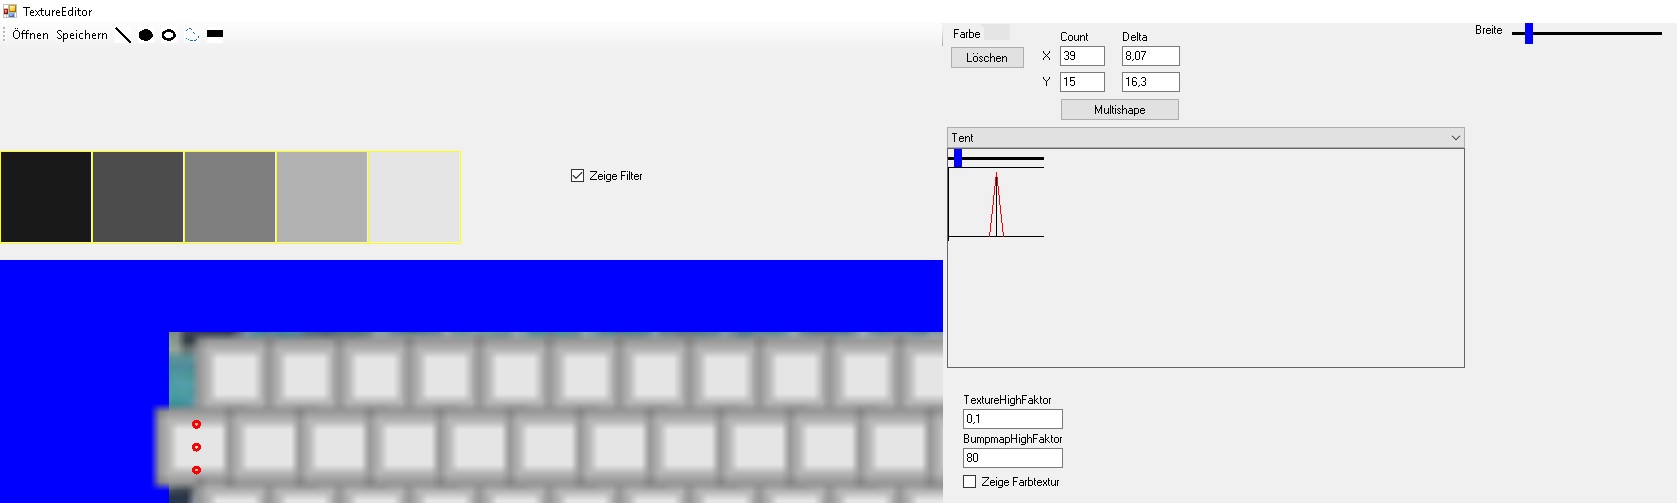 TextureEditor
Öffnen Speichern
Farbe
Löschen
Count Delta
X 39 8,07
Y 15 16,3
Multishape
Breite
Tent
Zeige Filter
TextureHighFaktor
0,1
BumpmapHighFaktor
80
Zeige Farbtextur